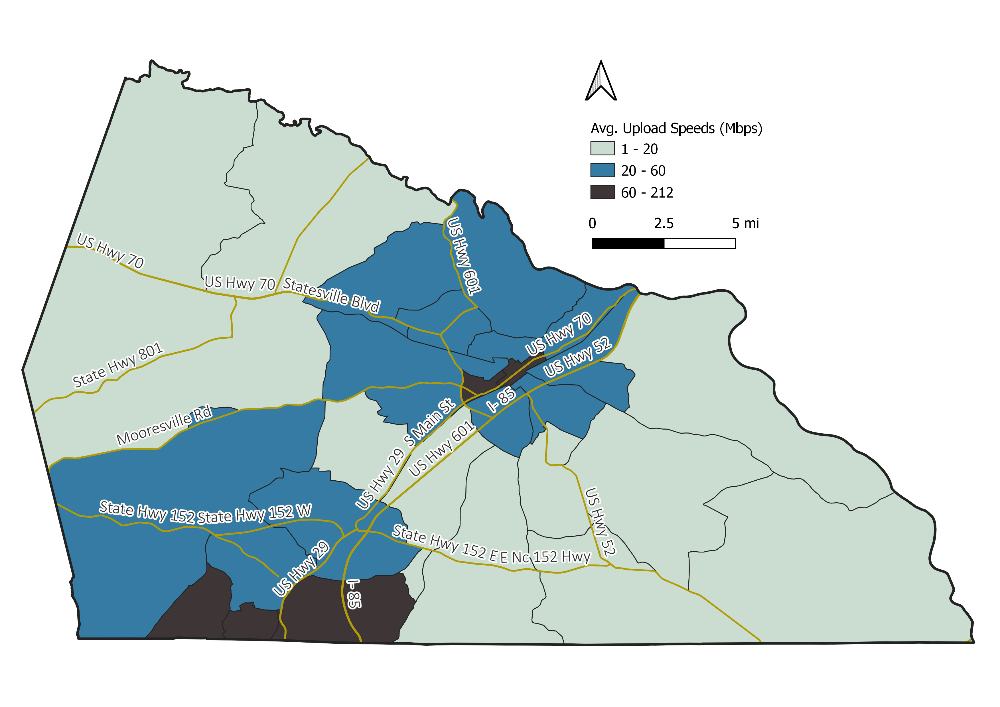 Avg. Upload Speeds (Mbps)
1 - 20
20 - 60
60 - 212
0 2.5 5 mi
US Hwy 601
US Hwy 70
US Hwy 70
Statesville Blvd
US Hwy 70
US Hwy 52
State Hwy 801
I- 85
Mooresville Rd
S Main St
US Hwy 601
US Hwy 29
State Hwy 152
State Hwy 152 W
US Hwy 52
State Hwy 152 E
E Nc 152 Hwy
US Hwy 29
I- 85